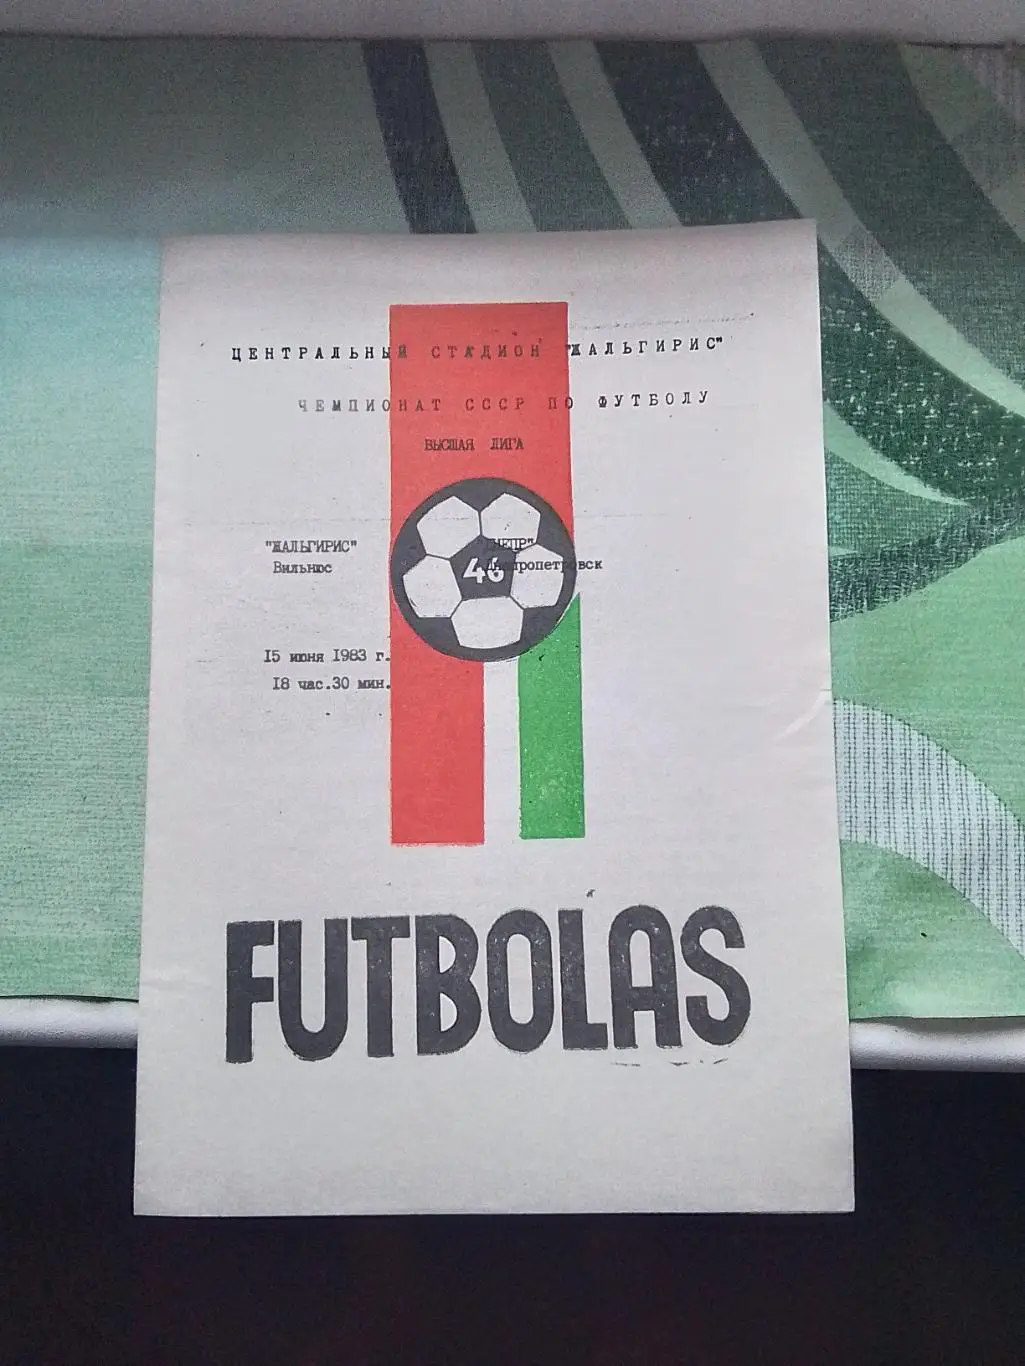 ЦЕНТРАЛЬНЫЙ СТАДИОН "ЖАЛЬГИРИС"
ЧЕМПИОНАТ СССР ПО ФУТБОЛУ
ВЫСШАЯ ЛИГА
"ЖАЛЬГИРИС" "ДНЕПР"
Вильнюс Днепропетровск
46
15 июня 1983 г.
18 час.30 мин.
FUTBOLAS